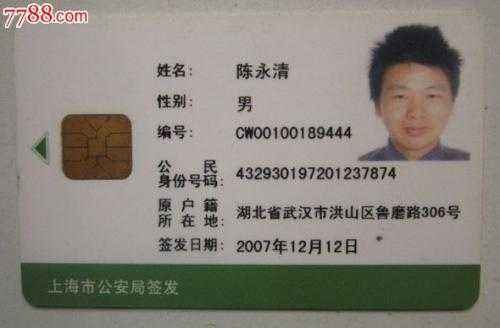 7788.com
姓名: 陈永清
性别: 男
编号: CW00100189444
公民
身份号码: 432930197201237874
原户籍
所在地: 湖北省武汉市洪山区鲁磨路306号
签发日期: 2007年12月12日
上海市公安局签发